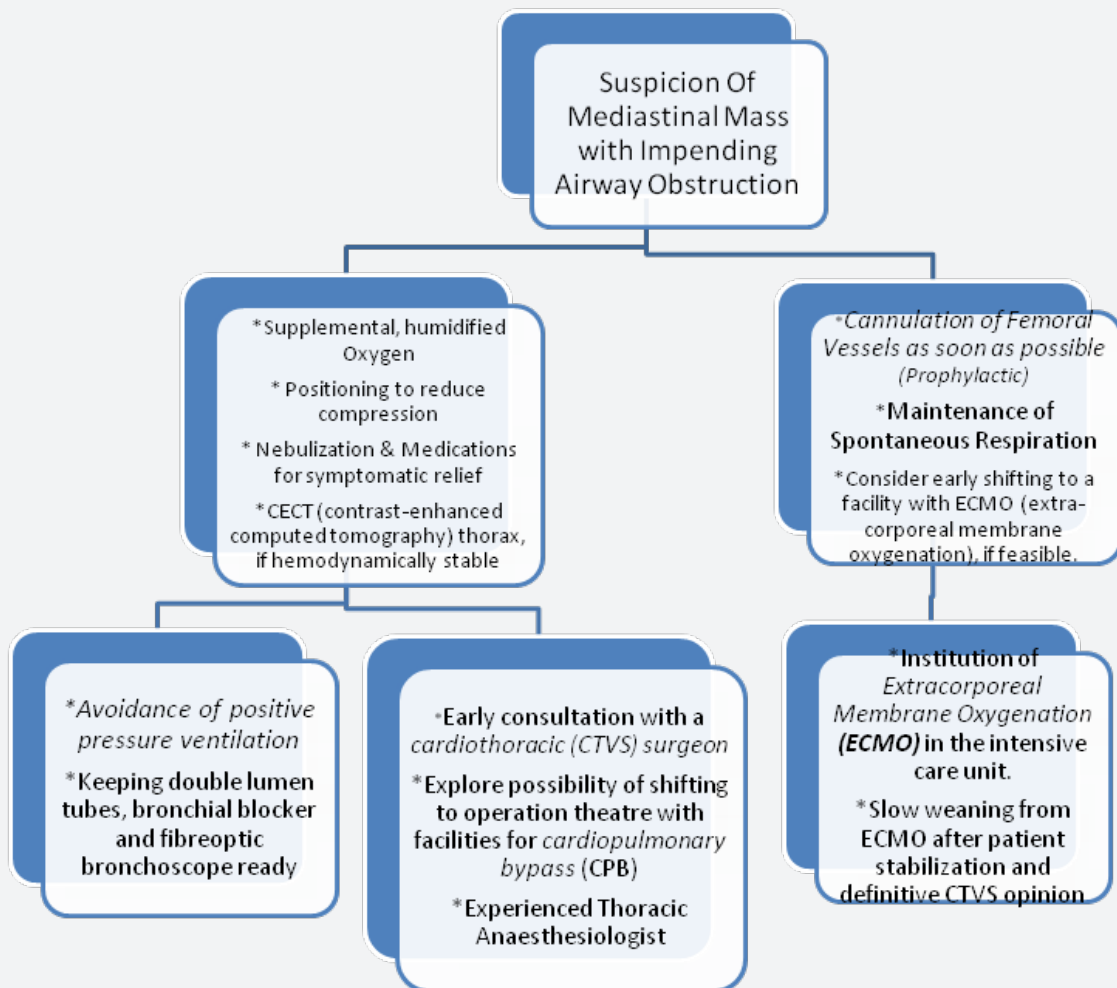 Suspicion Of
Mediastinal Mass
with Impending
Airway Obstruction
*Supplemental, humidified
Oxygen
* Positioning to reduce
compression
* Nebulization & Medications
for symptomatic relief
*CECT (contrast-enhanced
computed tomography) thorax,
if hemodynamically stable
*Cannulation of Femoral
Vessels as soon as possible
(Prophylactic)
*Maintenance of
Spontaneous Respiration
*Consider early shifting to a
facility with ECMO (extra-
corporeal membrane
oxygenation), if feasible.
*Avoidance of positive
pressure ventilation
*Keeping double lumen
tubes, bronchial blocker
and fibreoptic
bronchoscope ready
*Early consultation with a
cardiothoracic (CTVS) surgeon
*Explore possibility of shifting
to operation theatre with
facilities for cardiopulmonary
bypass (CPB)
*Experienced Thoracic
Anaesthesiologist
*Institution of
Extracorporeal
Membrane Oxygenation
(ECMO) in the intensive
care unit.
*Slow weaning from
ECMO after patient
stabilization and
definitive CTVS opinion